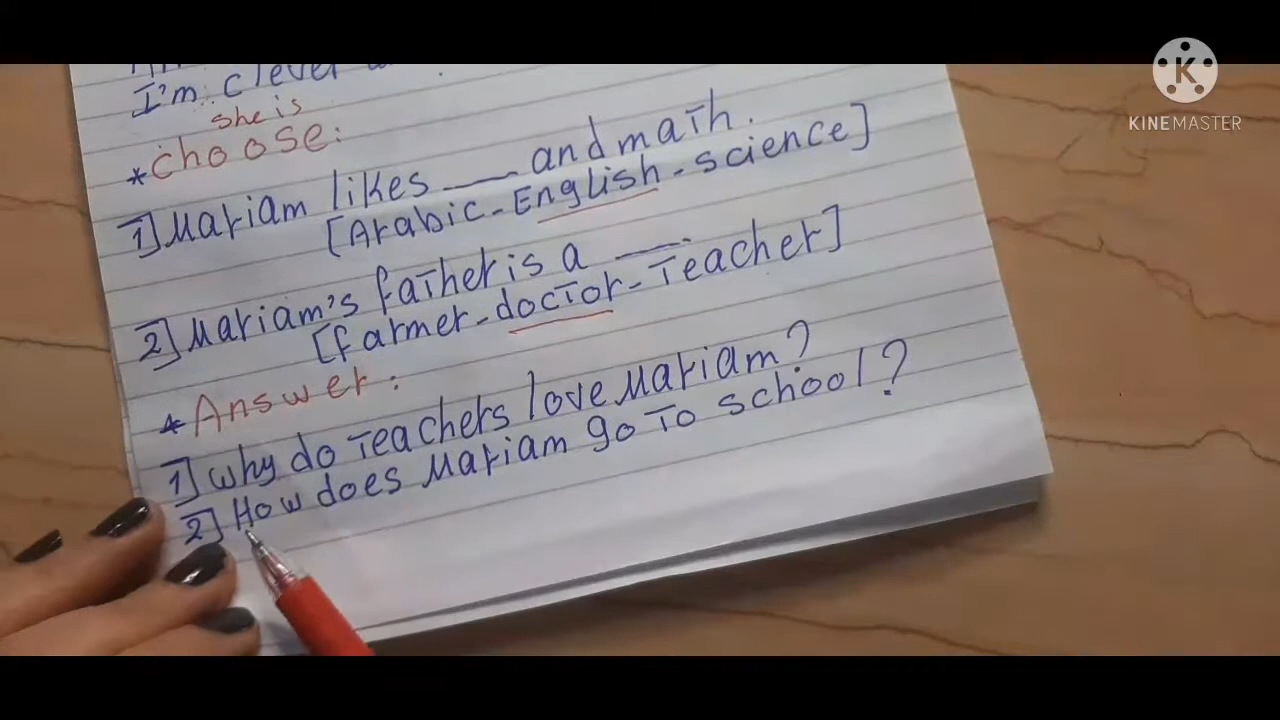 I'm clever
she is
*choose:
1] Mariam likes ___ and math.
[Arabic - English - science]
2] Mariam's father is a ___
[farmer - doctor - Teacher]
*Answer:
1] why do Teachers love Mariam?
2] How does Mariam go To school?
K
KINEMASTER